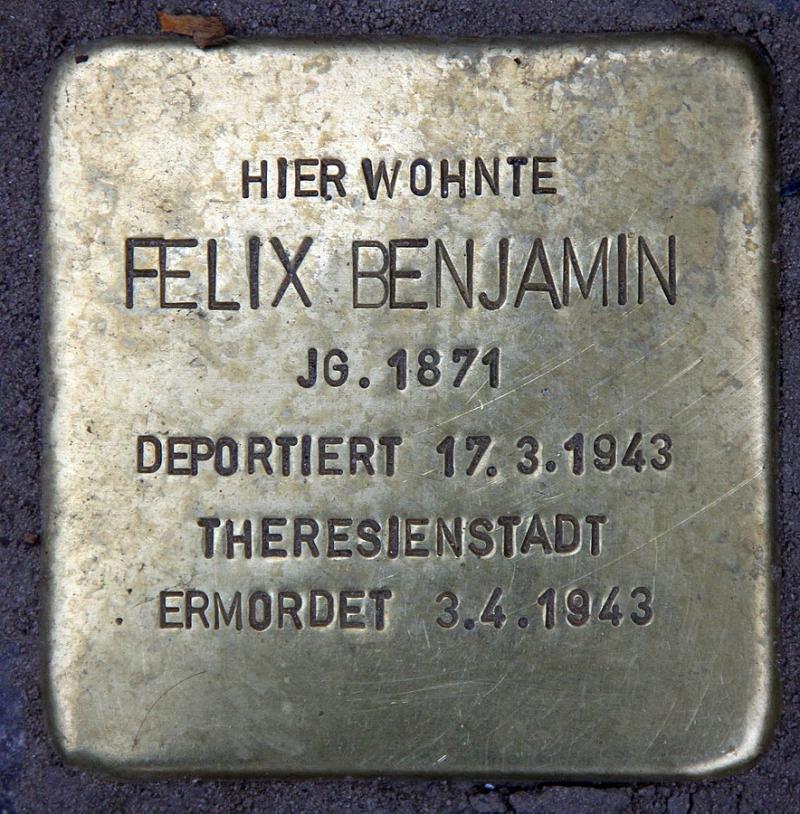 HIER WOHNTE
FELIX BENJAMIN
JG. 1871
DEPORTIERT 17.3.1943
THERESIENSTADT
ERMORDET 3.4.1943